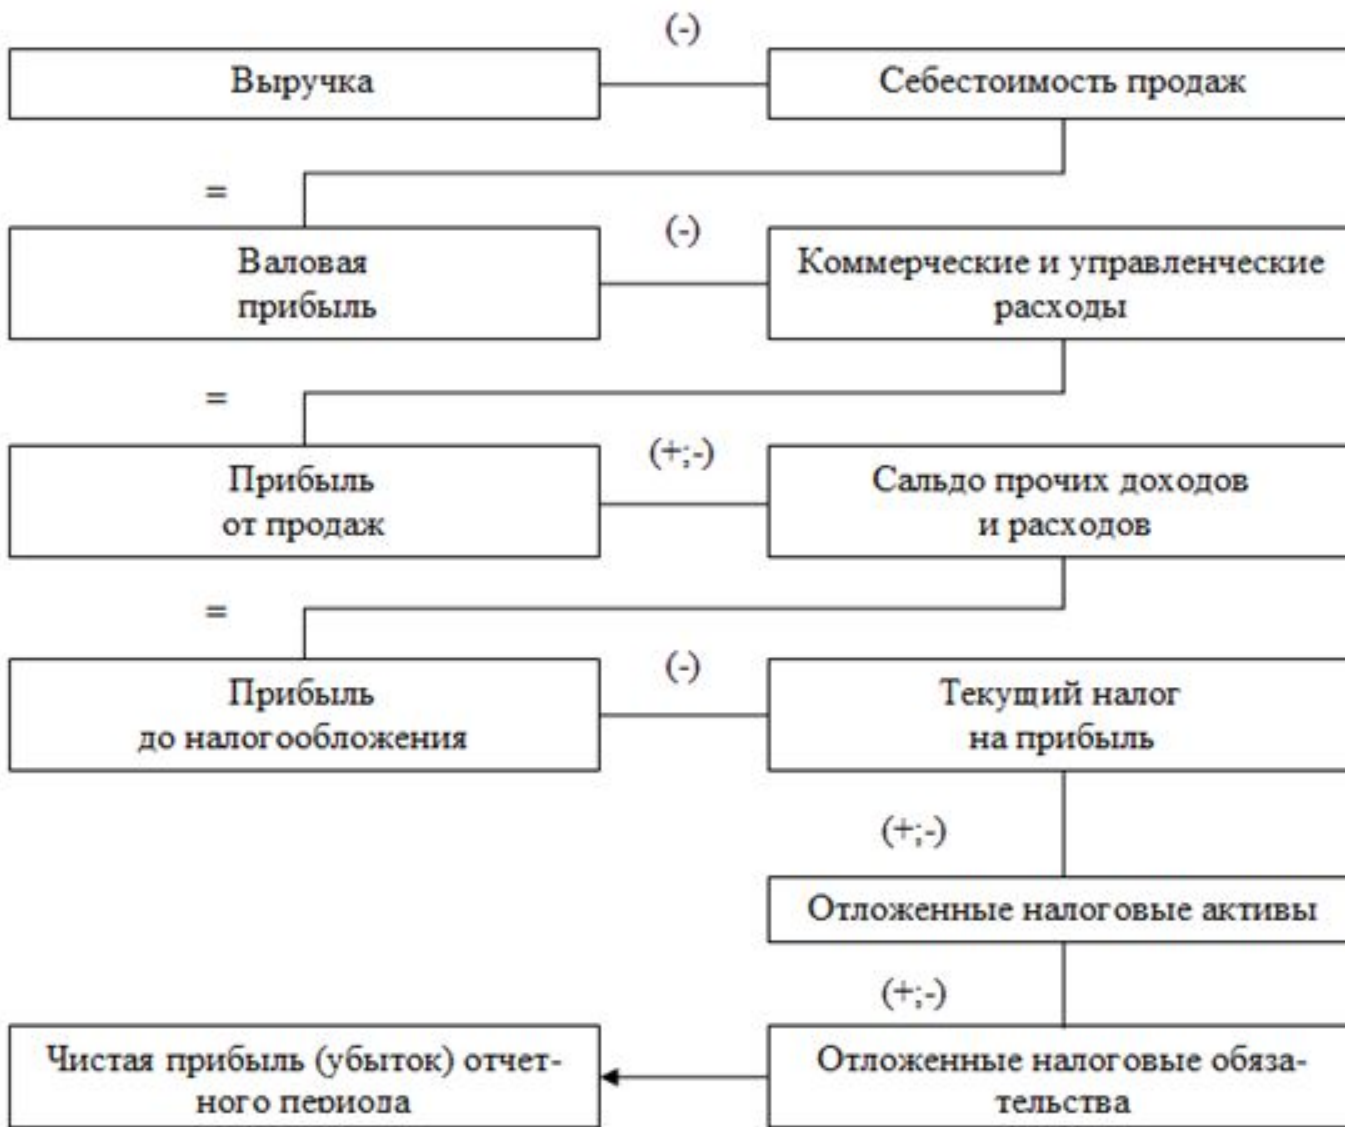 (-)
Выручка
Себестоимость продаж
=
(-)
Валовая
прибыль
Коммерческие и управленческие
расходы
=
(+;-)
Прибыль
от продаж
Сальдо прочих доходов
и расходов
=
(-)
Прибыль
до налогообложения
Текущий налог
на прибыль
(+;-)
Отложенные налоговые активы
(+;-)
Чистая прибыль (убыток) отчет-
ного периода
Отложенные налоговые обяза-
тельства